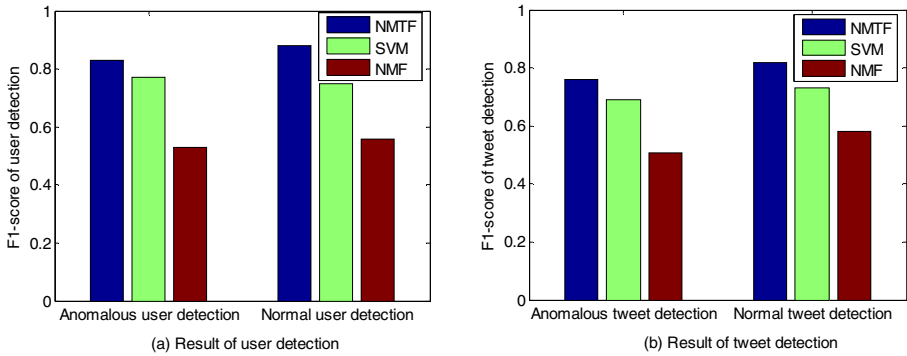 F1-score of user detection
1
0.8
0.6
0.4
0.2
0
NMTF
SVM
NMF
Anomalous user detection
Normal user detection
(a) Result of user detection
F1-score of tweet detection
1
0.8
0.6
0.4
0.2
0
NMTF
SVM
NMF
Anomalous tweet detection
Normal tweet detection
(b) Result of tweet detection